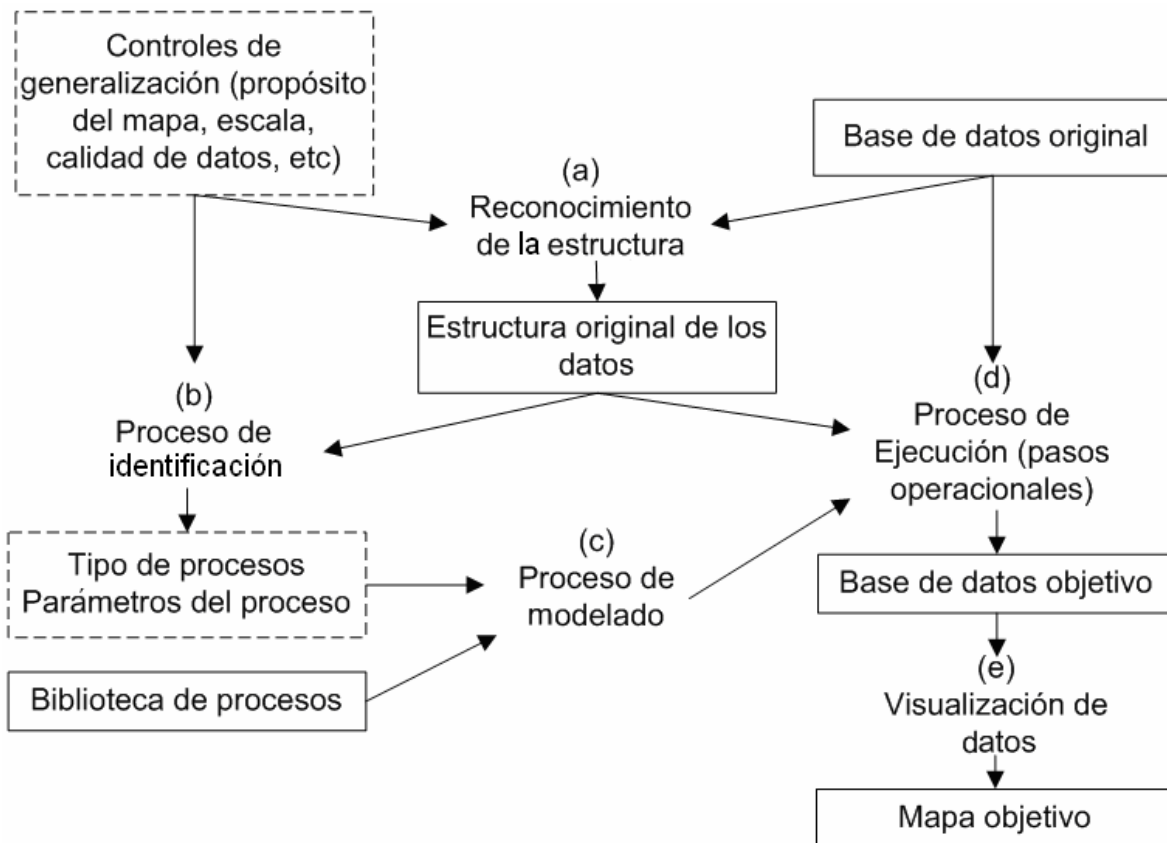 Controles de
generalización (propósito
del mapa, escala,
calidad de datos, etc)
Base de datos original
(a)
Reconocimiento
de la estructura
Estructura original de los
datos
(b)
Proceso de
identificación
(d)
Proceso de
Ejecución (pasos
operacionales)
Tipo de procesos
Parámetros del proceso
(c)
Proceso de
modelado
Base de datos objetivo
Biblioteca de procesos
(e)
Visualización de
datos
Mapa objetivo